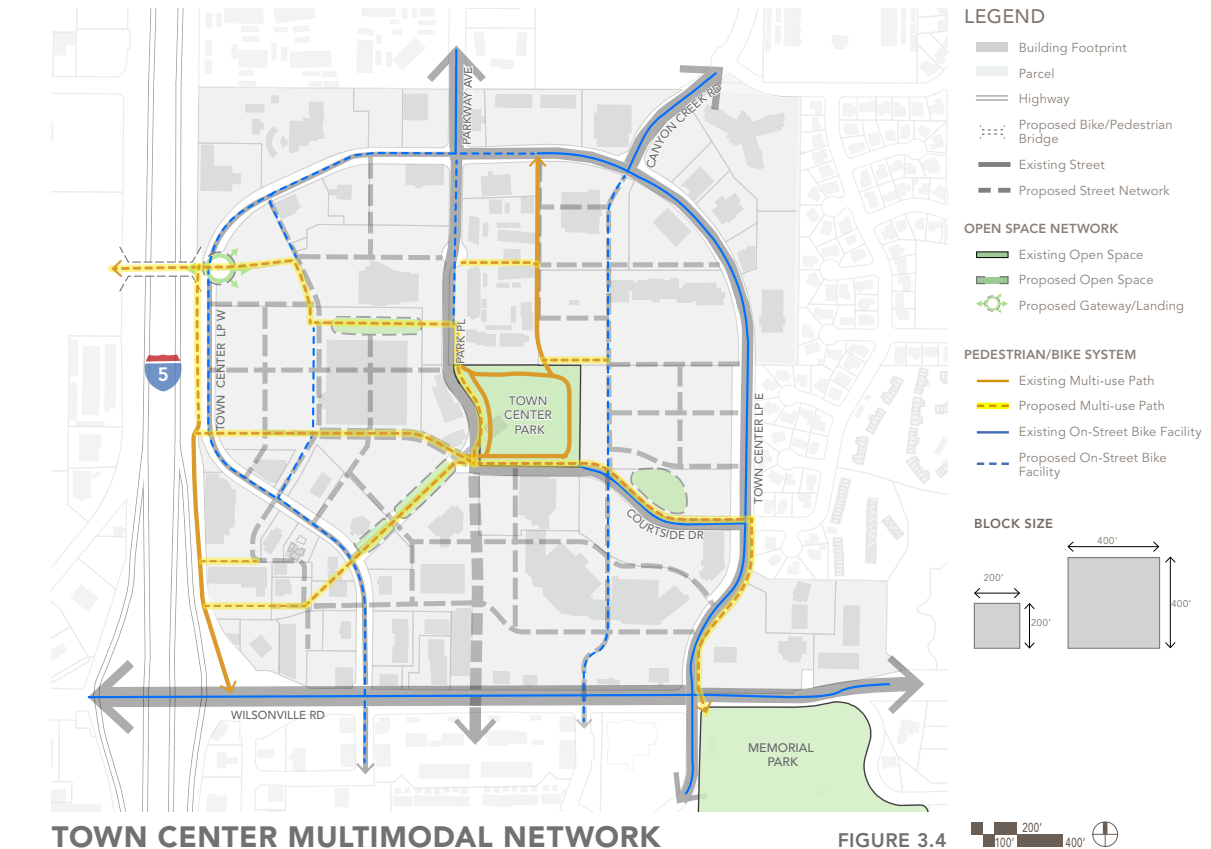 LEGEND
Building Footprint
Parcel
Highway
Proposed Bike/Pedestrian
Bridge
Existing Street
Proposed Street Network
OPEN SPACE NETWORK
Existing Open Space
Proposed Open Space
Proposed Gateway/Landing
PEDESTRIAN/BIKE SYSTEM
Existing Multi-use Path
Proposed Multi-use Path
Existing On-Street Bike Facility
Proposed On-Street Bike
Facility
BLOCK SIZE
400'
200'
400'
200'
PARKWAY AVE
CANYON CREEK RD
TOWN CENTER LP W
PARK PL
5
TOWN
CENTER
PARK
TOWN CENTER LP E
COURTSIDE DR
WILSONVILLE RD
MEMORIAL
PARK
TOWN CENTER MULTIMODAL NETWORK
FIGURE 3.4
200'
100'
400'